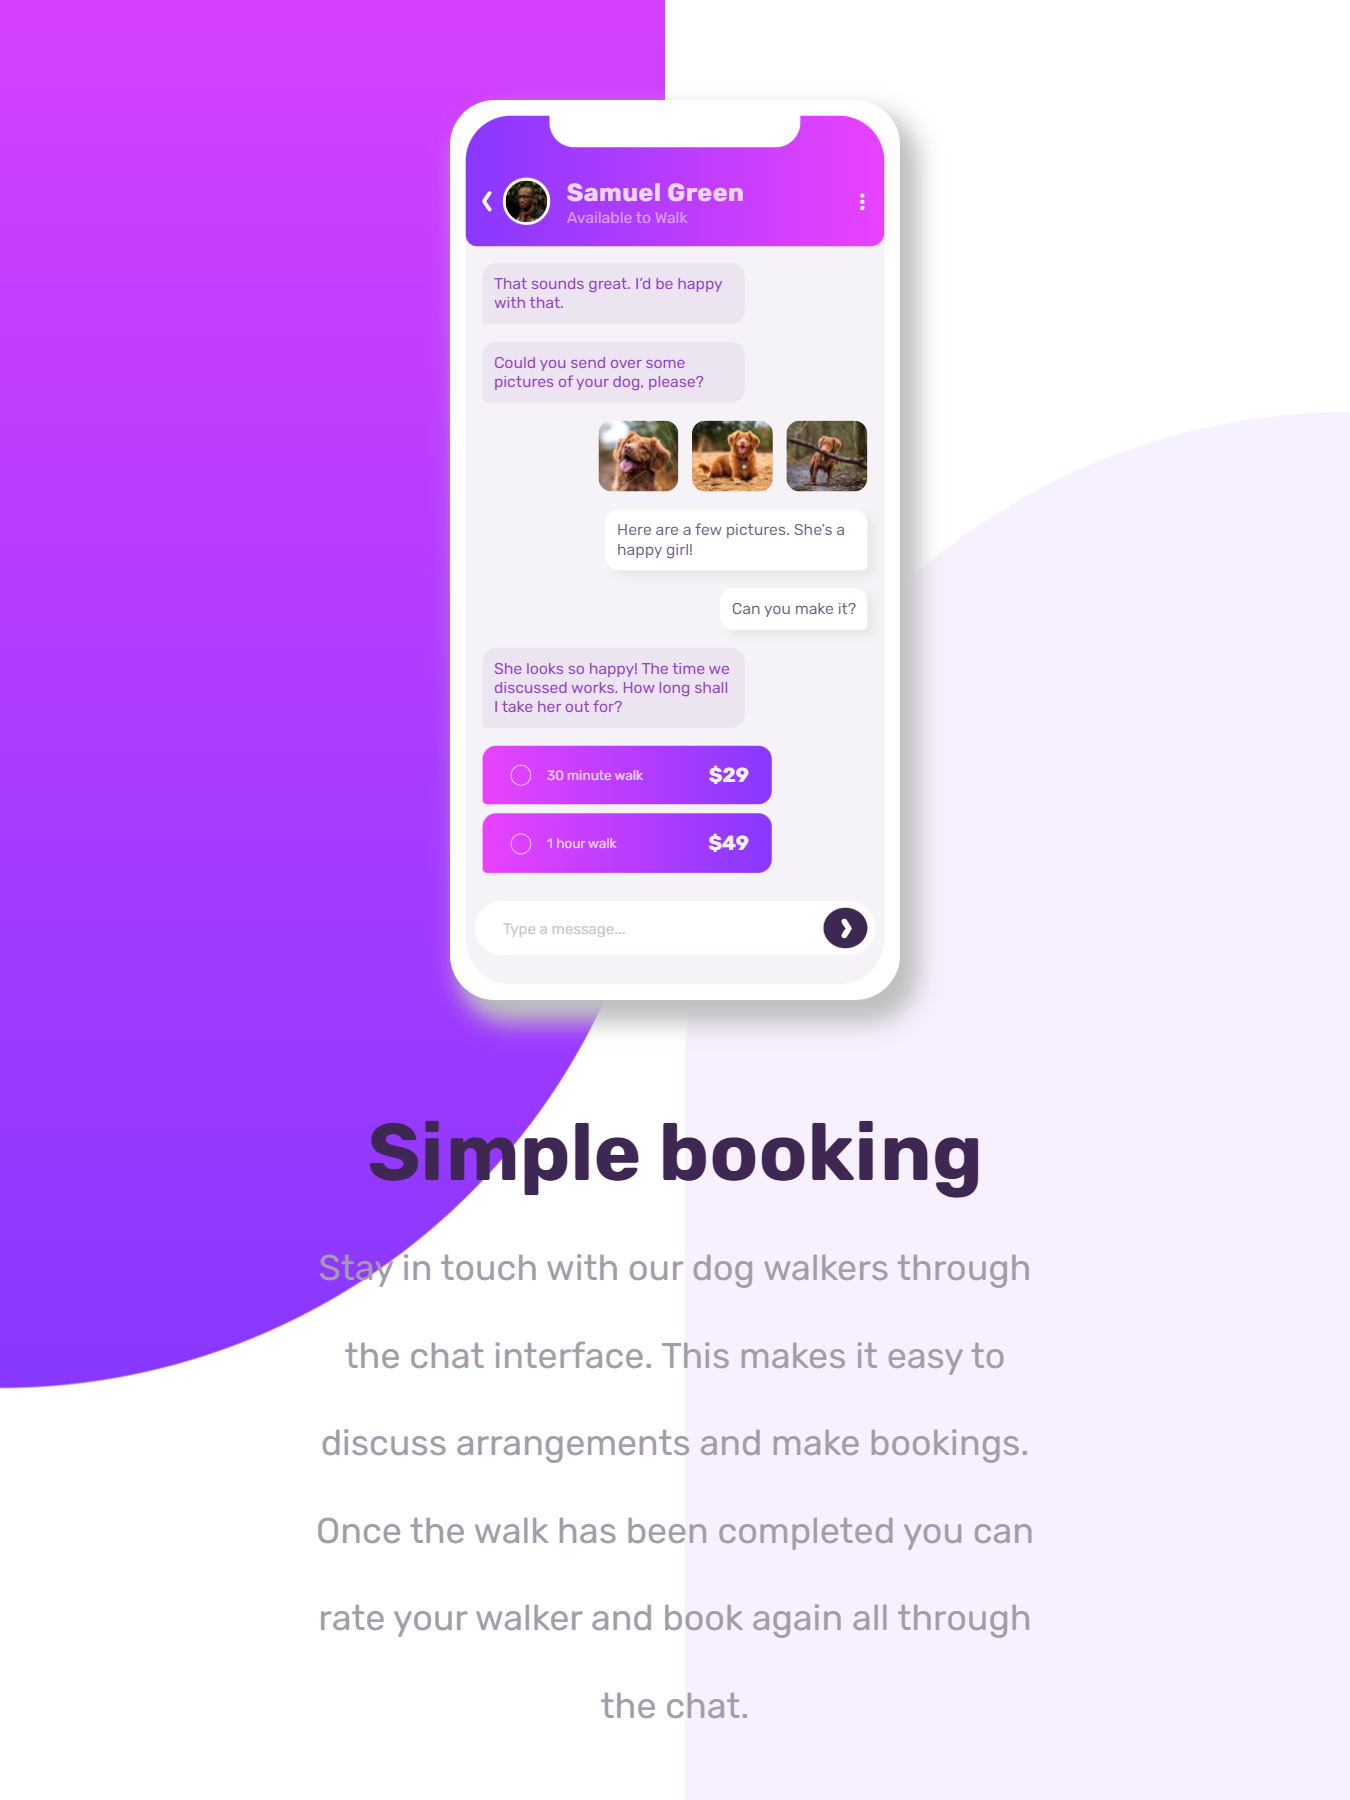 Samuel Green
Available to Walk
That sounds great. I’d be happy
with that.
Could you send over some
pictures of your dog, please?
Here are a few pictures. She’s a
happy girl!
Can you make it?
She looks so happy! The time we
discussed works. How long shall
I take her out for?
30 minute walk $29
1 hour walk $49
Type a message...
Simple booking
Stay in touch with our dog walkers through
the chat interface. This makes it easy to
discuss arrangements and make bookings.
Once the walk has been completed you can
rate your walker and book again all through
the chat.